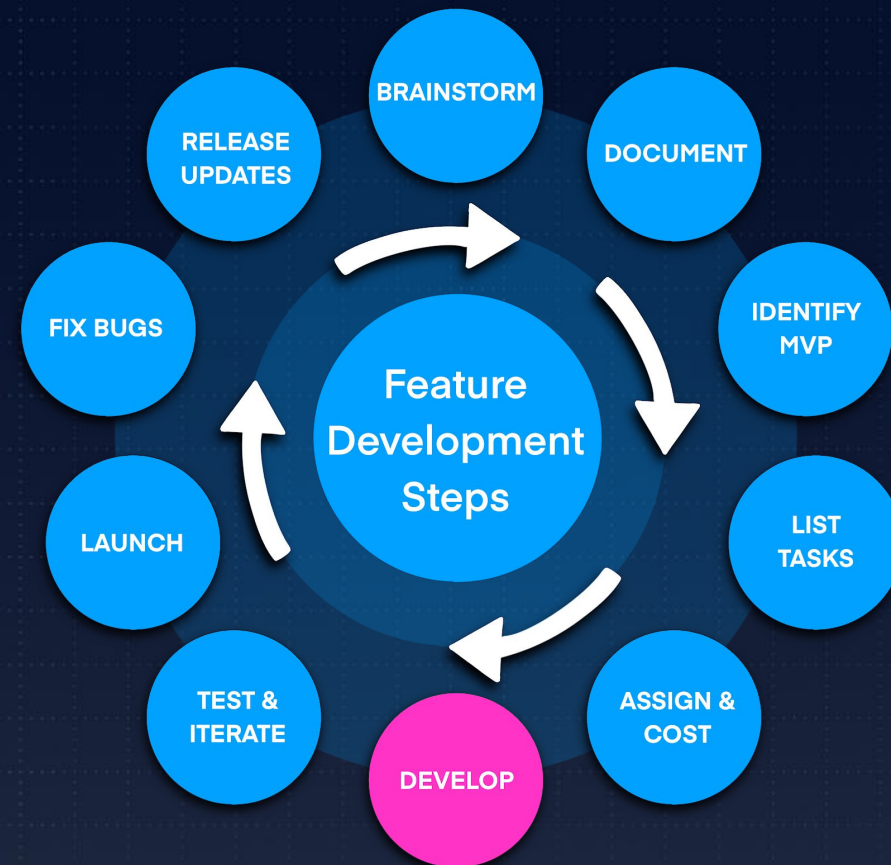 BRAINSTORM
DOCUMENT
IDENTIFY
MVP
LIST
TASKS
ASSIGN &
COST
DEVELOP
TEST &
ITERATE
LAUNCH
FIX BUGS
RELEASE
UPDATES
Feature
Development
Steps